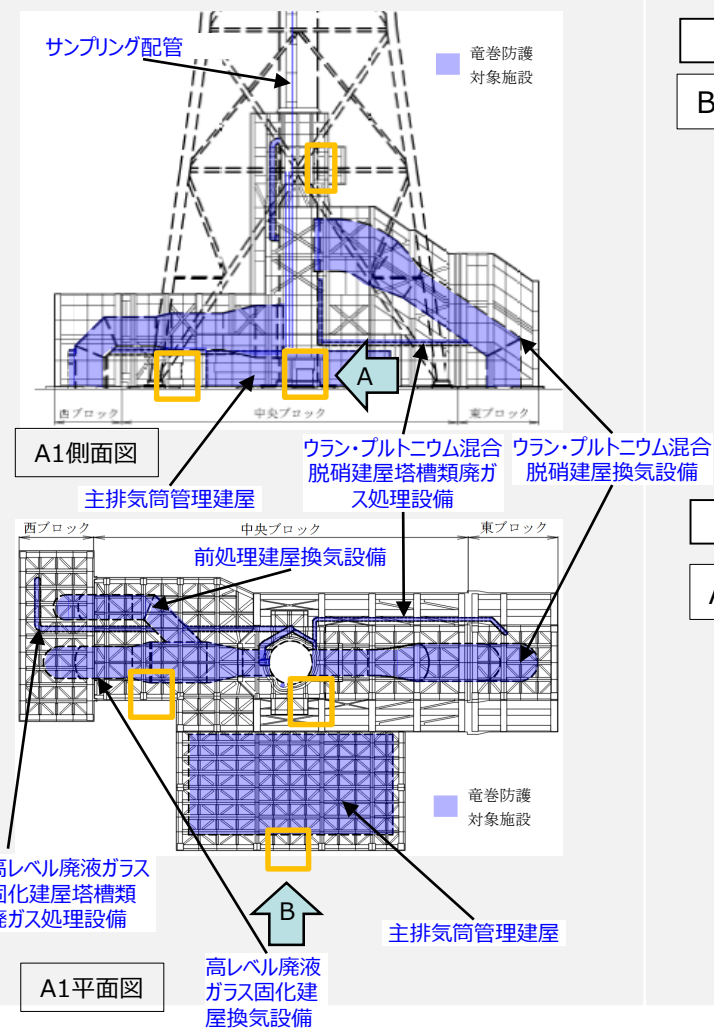 サンプリング配管
竜巻防護
対象施設
B
A
西ブロック
中央ブロック
東ブロック
A1側面図
ウラン・プルトニウム混合
脱硝建屋塔槽類廃ガ
ス処理設備
ウラン・プルトニウム混合
脱硝建屋換気設備
主排気筒管理建屋
西ブロック
中央ブロック
東ブロック
前処理建屋換気設備
A
竜巻防護
対象施設
高レベル廃液ガラス
固化建屋塔槽類
廃ガス処理設備
B
主排気筒管理建屋
高レベル廃液
ガラス固化建
屋換気設備
A1平面図